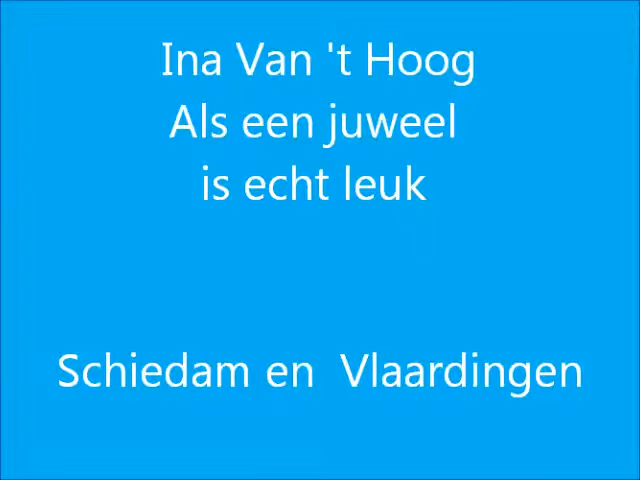 Ina Van 't Hoog
Als een juweel
is echt leuk
Schiedam en  Vlaardingen